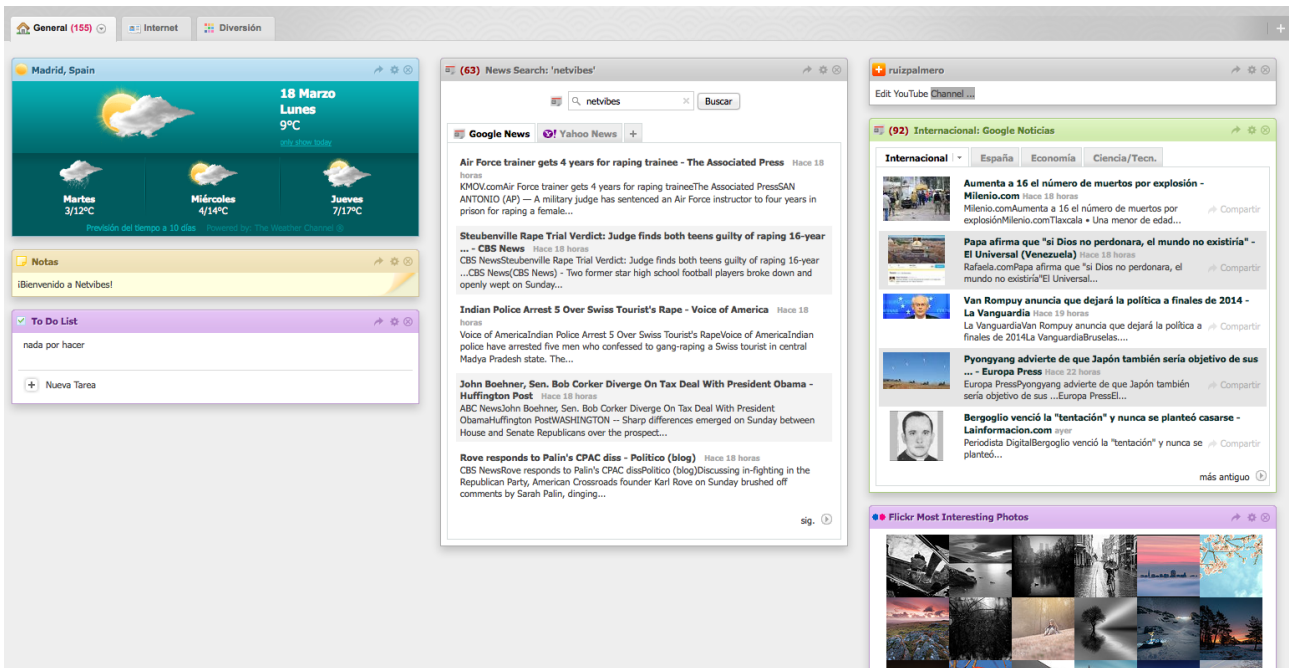 General (155)
Internet
Diversión
Madrid, Spain
18 Marzo
Lunes
9°C
only show today
Martes
3/12°C
Miércoles
4/14°C
Jueves
7/17°C
Previsión del tiempo a 10 días Powered by: The Weather Channel ®
Notas
¡Bienvenido a Netvibes!
To Do List
nada por hacer
+ Nueva Tarea
(63) News Search: 'netvibes'
netvibes
Buscar
Google News
Y! Yahoo News
+
Air Force trainer gets 4 years for raping trainee - The Associated Press Hace 18
horas
KMOV.comAir Force trainer gets 4 years for raping traineeThe Associated PressSAN
ANTONIO (AP) — A military judge has sentenced an Air Force instructor to four years in
prison for raping a female...
Steubenville Rape Trial Verdict: Judge finds both teens guilty of raping 16-year
... - CBS News Hace 18 horas
CBS NewsSteubenville Rape Trial Verdict: Judge finds both teens guilty of raping 16-year
...CBS News(CBS News) - Two former star high school football players broke down and
openly wept on Sunday...
Indian Police Arrest 5 Over Swiss Tourist's Rape - Voice of America Hace 18
horas
Voice of AmericaIndian Police Arrest 5 Over Swiss Tourist's RapeVoice of AmericaIndian
police have arrested five men who confessed to gang-raping a Swiss tourist in central
Madya Pradesh state. The...
John Boehner, Sen. Bob Corker Diverge On Tax Deal With President Obama -
Huffington Post Hace 18 horas
ABC NewsJohn Boehner, Sen. Bob Corker Diverge On Tax Deal With President
ObamaHuffington PostWASHINGTON -- Sharp differences emerged on Sunday between
House and Senate Republicans over the prospect...
Rove responds to Palin's CPAC diss - Politico (blog) Hace 18 horas
CBS NewsRove responds to Palin's CPAC dissPolitico (blog)Discussing in-fighting in the
Republican Party, American Crossroads founder Karl Rove on Sunday brushed off
comments by Sarah Palin, dinging...
sig.
ruizpalmero
Edit YouTube Channel ...
(92) Internacional: Google Noticias
Internacional
España
Economía
Ciencia/Tecn.
Aumenta a 16 el número de muertos por explosión -
Milenio.com Hace 18 horas
Milenio.comAumenta a 16 el número de muertos por
explosiónMilenio.comTlaxcala • Una menor de edad...
Compartir
Papa afirma que "si Dios no perdonara, el mundo no existiría" -
El Universal (Venezuela) Hace 18 horas
Rafaela.comPapa afirma que "si Dios no perdonara, el
mundo no existiría"El Universal...
Compartir
Van Rompuy anuncia que dejará la política a finales de 2014 -
La Vanguardia Hace 19 horas
La VanguardiaVan Rompuy anuncia que dejará la política a
finales de 2014La VanguardiaBruselas....
Compartir
Pyongyang advierte de que Japón también sería objetivo de sus
... - Europa Press Hace 22 horas
Europa PressPyongyang advierte de que Japón también
sería objetivo de sus ...Europa PressEl...
Compartir
Bergoglio venció la "tentación" y nunca se planteó casarse -
Lainformacion.com ayer
Periodista DigitalBergoglio venció la "tentación" y nunca se
planteó...
Compartir
más antiguo
Flickr Most Interesting Photos